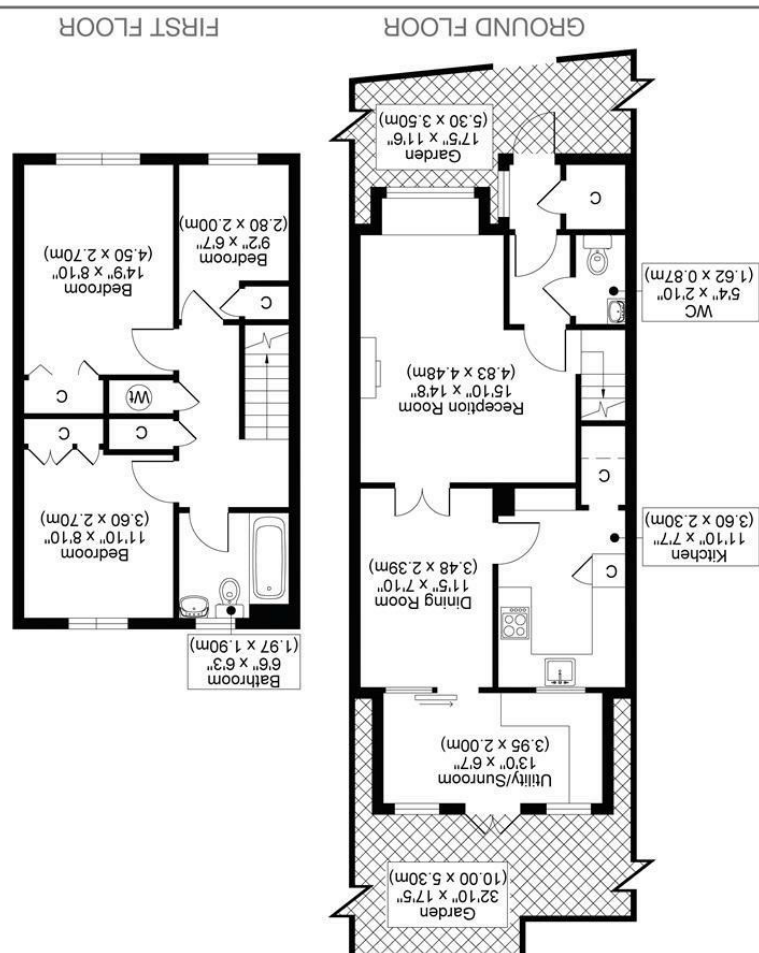 Garden
32'10" x 17'5"
(10.00 x 5.30m)
Utility/Sunroom
13'0" x 6'7"
(3.95 x 2.00m)
Kitchen
11'10" x 7'7"
(3.60 x 2.30m)
C
C
Dining Room
11'5" x 7'10"
(3.48 x 2.39m)
Reception Room
15'10" x 14'8"
(4.83 x 4.48m)
WC
5'4" x 2'10"
(1.62 x 0.87m)
C
Garden
17'5" x 11'6"
(5.30 x 3.50m)
GROUND FLOOR
Bathroom
6'6" x 6'3"
(1.97 x 1.90m)
Bedroom
11'10" x 8'10"
(3.60 x 2.70m)
C
C
Wt
C
C
Bedroom
9'2" x 6'7"
(2.80 x 2.00m)
Bedroom
14'9" x 8'10"
(4.50 x 2.70m)
FIRST FLOOR